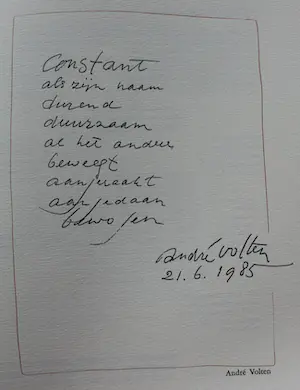 Constant
als zijn naam
durend
duurzaam
al het andere
beweegt
aangeraakt
aangedaan
bewogen
andré volten
21.6.1985
André Volten